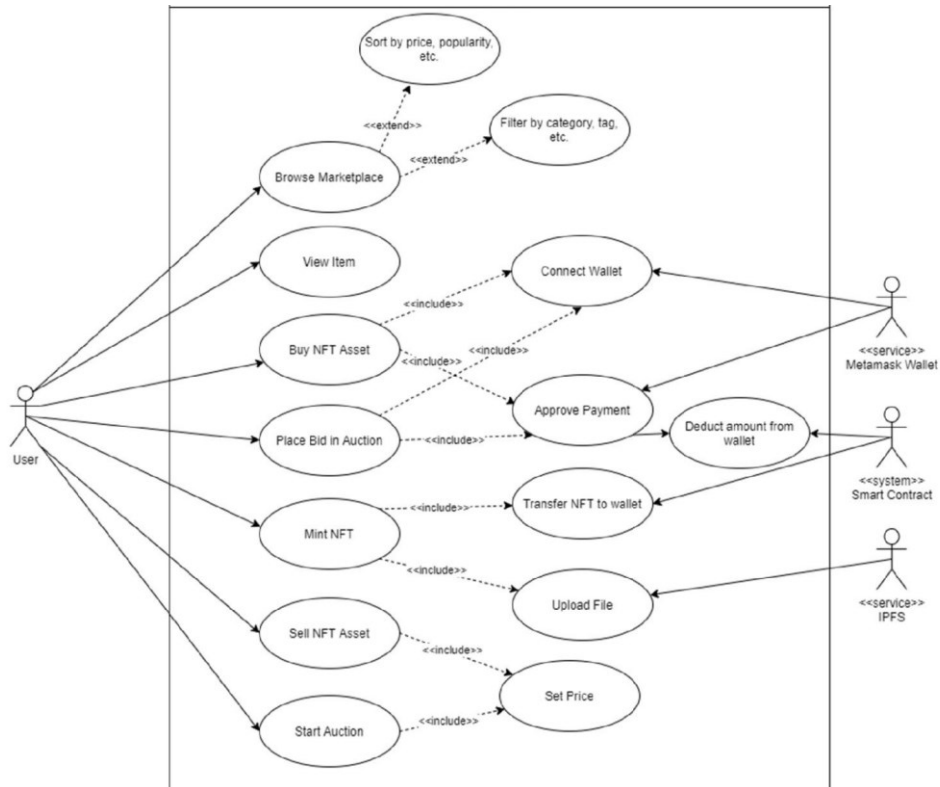 Sort by price, popularity,
etc.
<<extend>>
Filter by category, tag,
etc.
<<extend>>
Browse Marketplace
View Item
Connect Wallet
<<include>>
<<include>>
Buy NFT Asset
<<include>>
<<service>>
Metamask Wallet
Approve Payment
Deduct amount from
wallet
Place Bid in Auction
<<include>>
User
<<system>>
Smart Contract
<<include>>
Transfer NFT to wallet
Mint NFT
<<include>>
Upload File
<<service>>
IPFS
Sell NFT Asset
<<include>>
Set Price
<<include>>
Start Auction